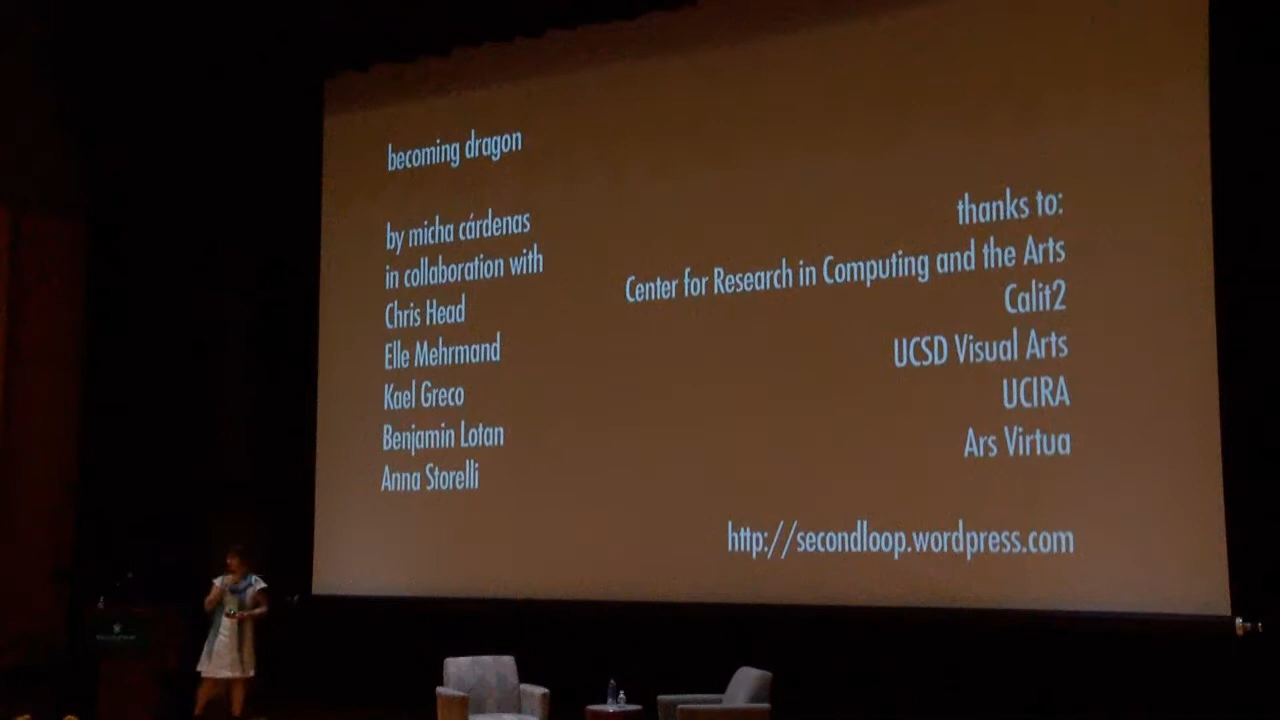 becoming dragon
by micha cárdenas
in collaboration with
Chris Head
Elle Mehrmand
Kael Greco
Benjamin Lotan
Anna Storelli
thanks to:
Center for Research in Computing and the Arts
Calit2
UCSD Visual Arts
UCIRA
Ars Virtua
http://secondloop.wordpress.com